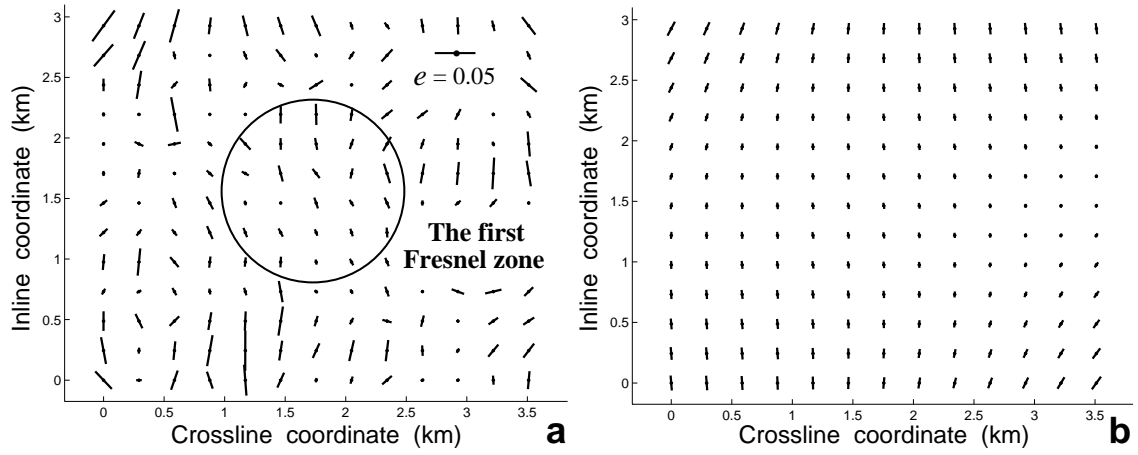 3
2.5
2
1.5
1
0.5
0
Inline coordinate (km)
e = 0.05
The first
Fresnel zone
0 0.5 1 1.5 2 2.5 3 3.5
Crossline coordinate (km)
a
3
2.5
2
1.5
1
0.5
0
Inline coordinate (km)
0 0.5 1 1.5 2 2.5 3 3.5
Crossline coordinate (km)
b